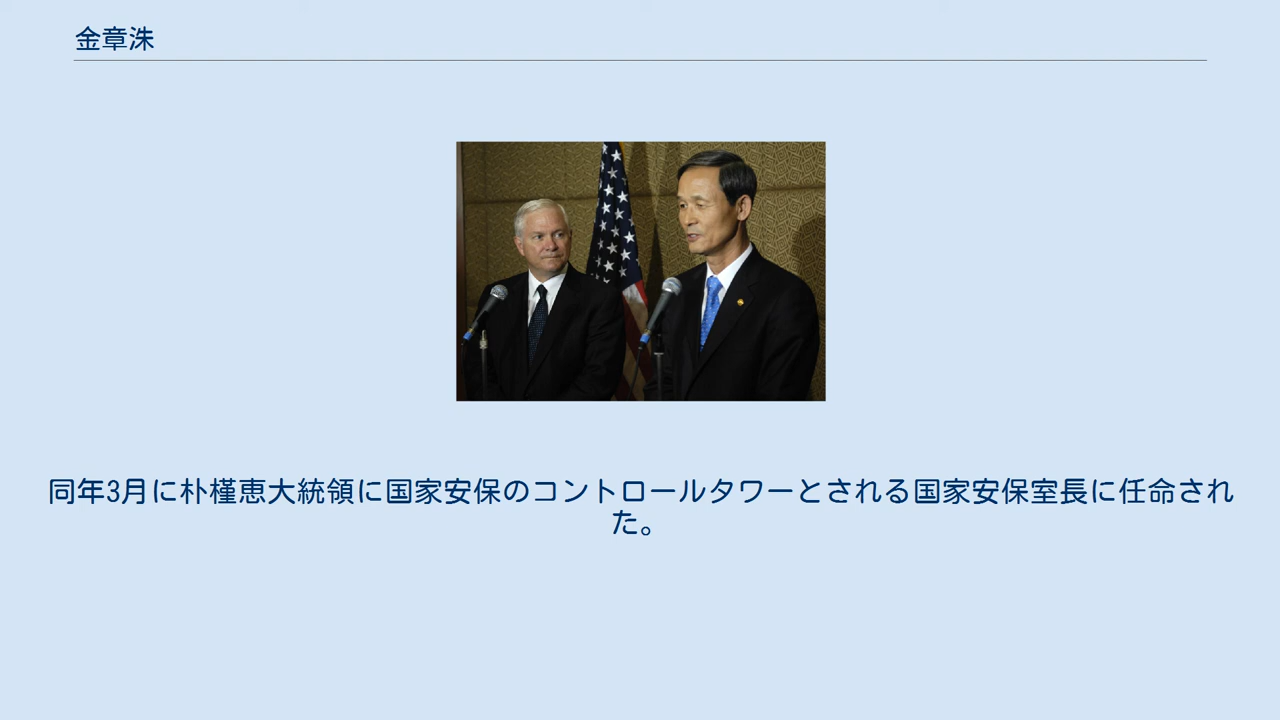 金章洙
同年3月に朴槿恵大統領に国家安保のコントロールタワーとされる国家安保室長に任命され
た。